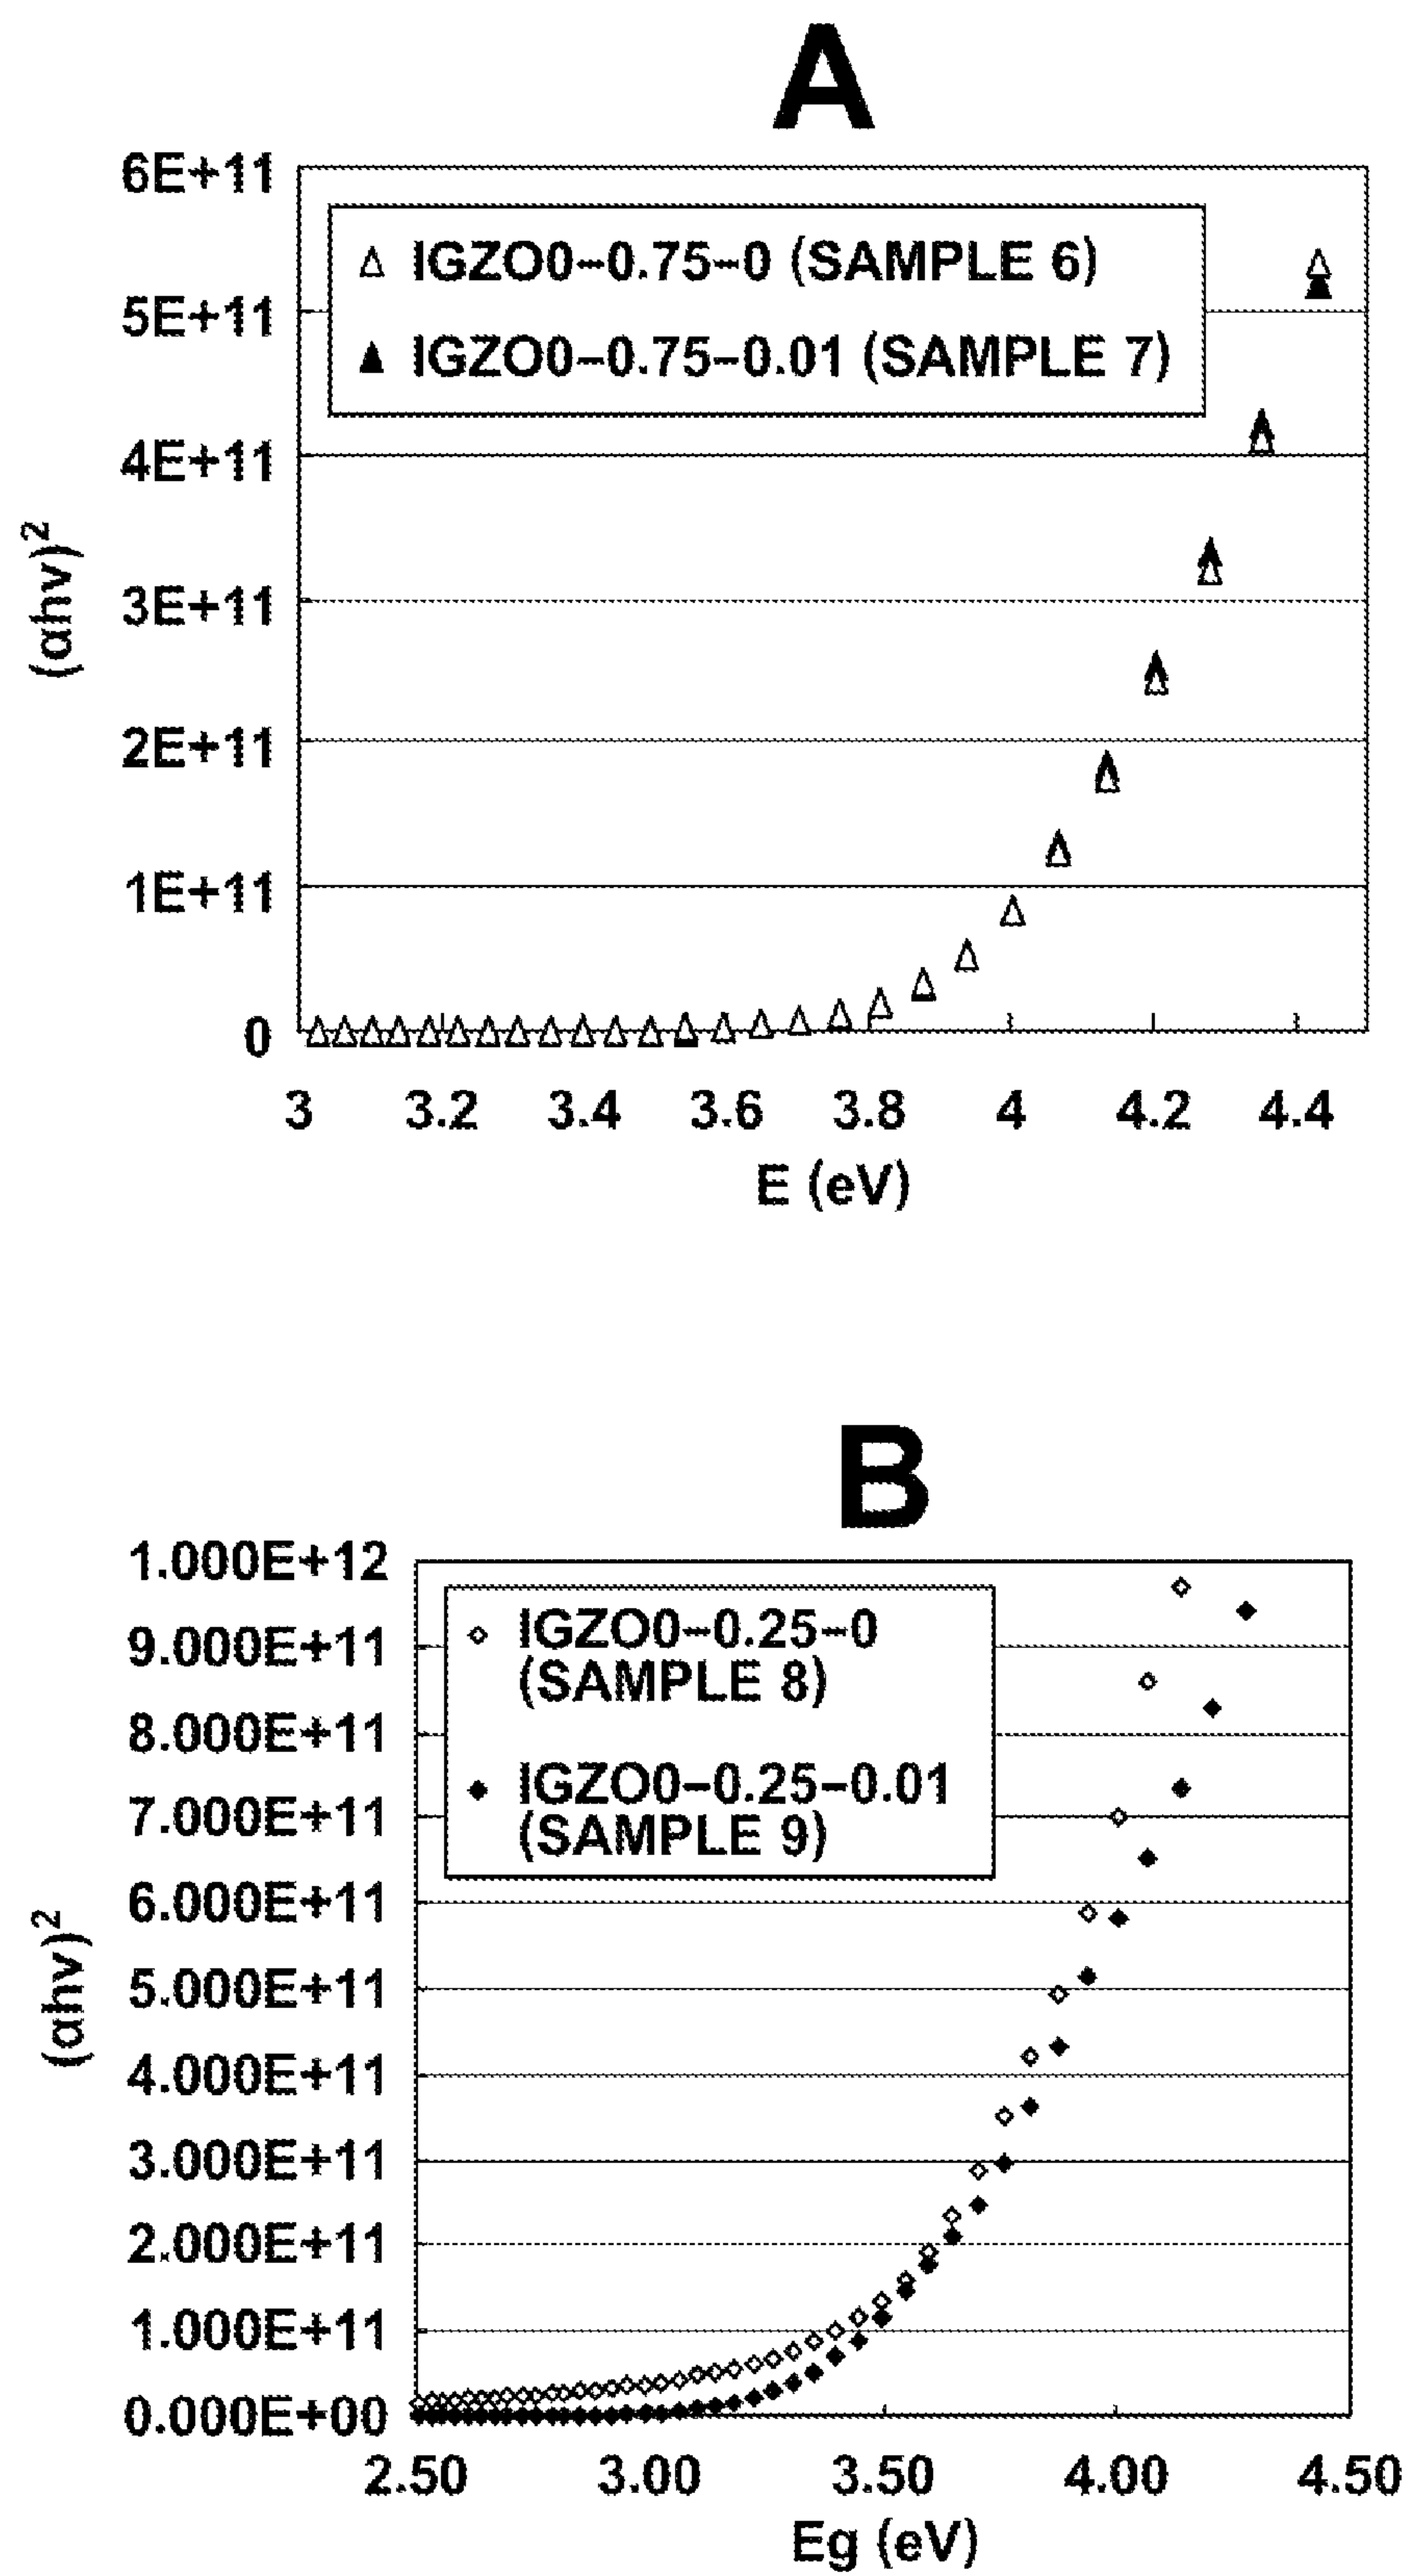 A
6E+11
5E+11
4E+11
3E+11
2E+11
1E+11
0
(αhν)²
△ IGZO0-0.75-0 (SAMPLE 6)
▲ IGZO0-0.75-0.01 (SAMPLE 7)
3 3.2 3.4 3.6 3.8 4 4.2 4.4
E (eV)
B
1.000E+12
9.000E+11
8.000E+11
7.000E+11
6.000E+11
5.000E+11
4.000E+11
3.000E+11
2.000E+11
1.000E+11
0.000E+00
(αhν)²
◇ IGZO0-0.25-0
(SAMPLE 8)
◆ IGZO0-0.25-0.01
(SAMPLE 9)
2.50 3.00 3.50 4.00 4.50
Eg (eV)